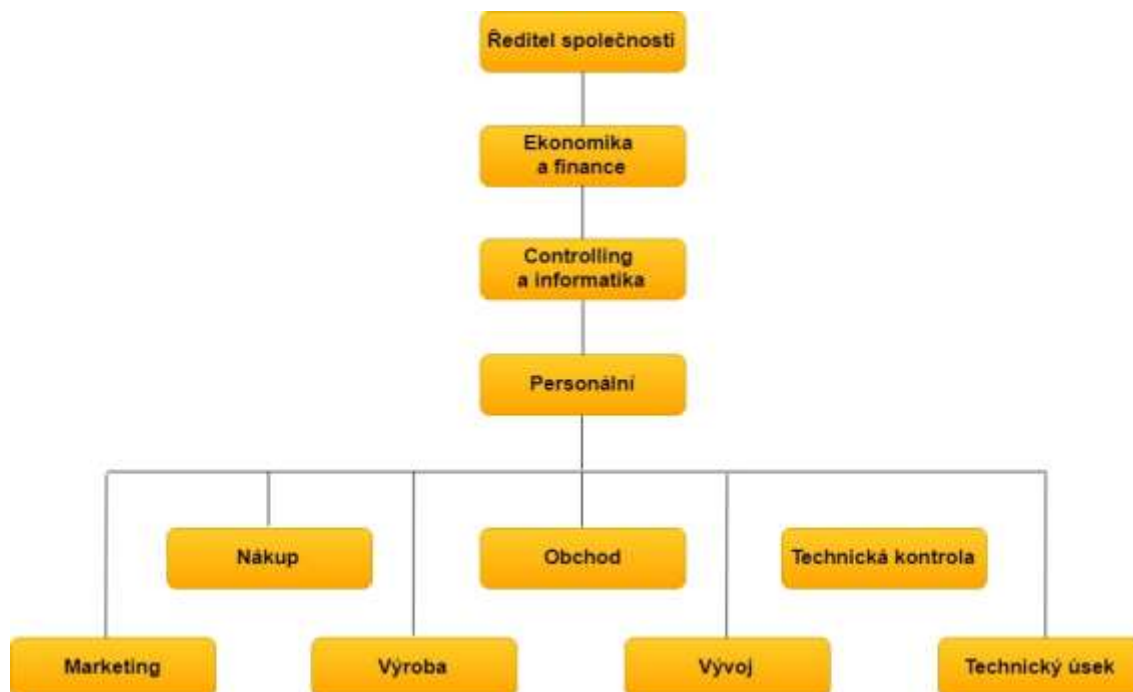 Ředitel společnosti
Ekonomika
a finance
Controlling
a informatika
Personální
Nákup
Obchod
Technická kontrola
Marketing
Výroba
Vývoj
Technický úsek